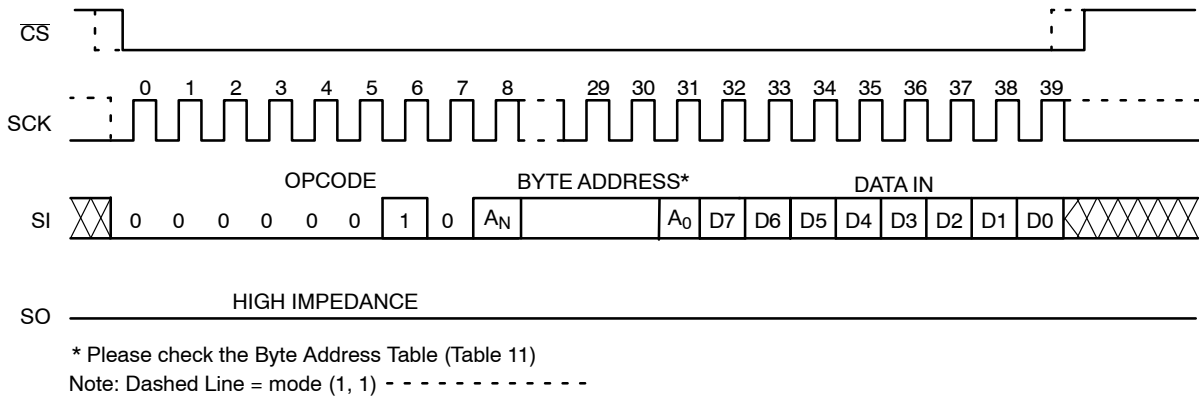 CS
0 1 2 3 4 5 6 7 8 29 30 31 32 33 34 35 36 37 38 39
SCK
OPCODE BYTE ADDRESS* DATA IN
SI 0 0 0 0 0 0 1 0 AN A0 D7 D6 D5 D4 D3 D2 D1 D0
HIGH IMPEDANCE
SO
* Please check the Byte Address Table (Table 11)
Note: Dashed Line = mode (1, 1)